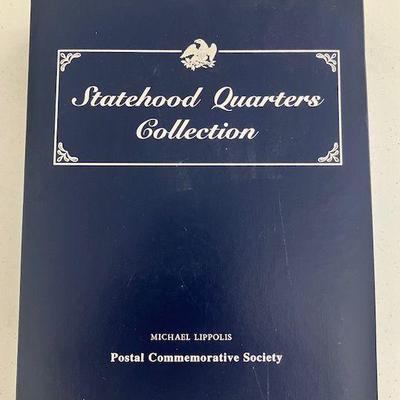 Statehood Quarters
Collection
MICHAEL LIPPOLIS
Postal Commemorative Society